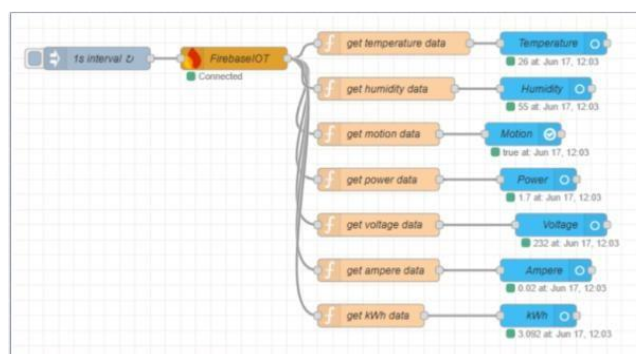 1s interval ↻
FirebaseIOT
Connected
get temperature data
Temperature
26 at: Jun 17, 12:03
get humidity data
Humidity
55 at: Jun 17, 12:03
get motion data
Motion
true at: Jun 17, 12:03
get power data
Power
1.7 at: Jun 17, 12:03
get voltage data
Voltage
232 at: Jun 17, 12:03
get ampere data
Ampere
0.02 at: Jun 17, 12:03
get kWh data
kWh
3.092 at: Jun 17, 12:03